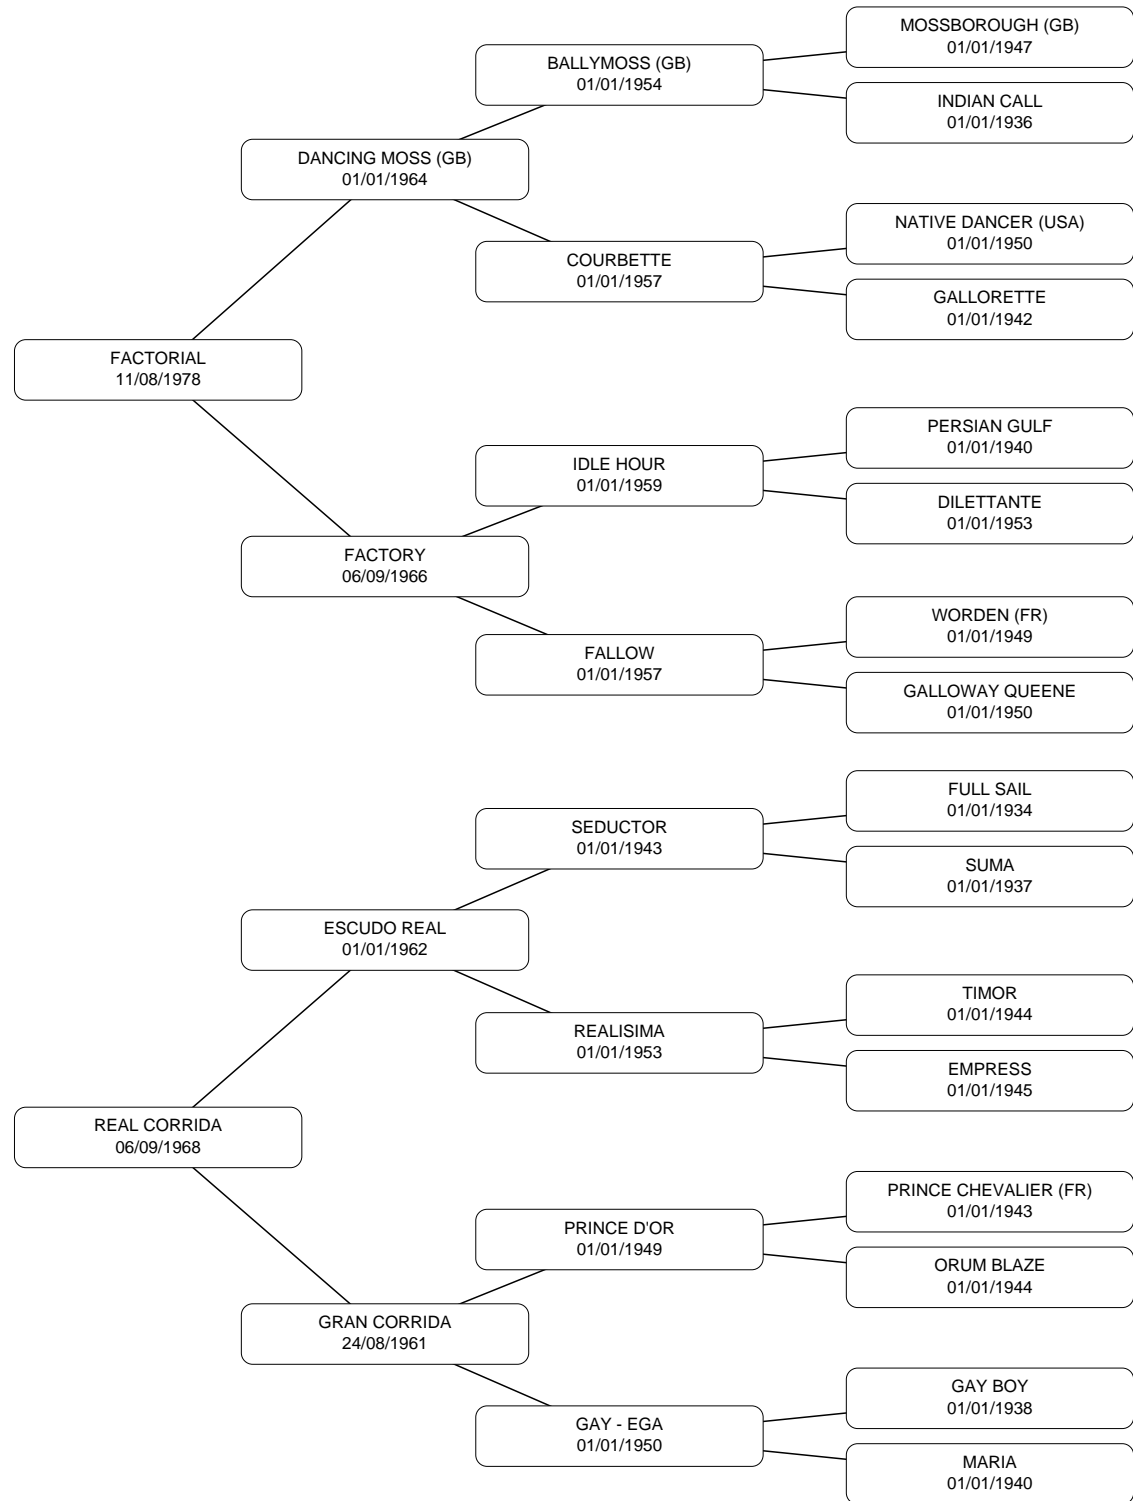 MOSSBOROUGH (GB)
01/01/1947
BALLYMOSS (GB)
01/01/1954
INDIAN CALL
01/01/1936
DANCING MOSS (GB)
01/01/1964
NATIVE DANCER (USA)
01/01/1950
COURBETTE
01/01/1957
GALLORETTE
01/01/1942
FACTORIAL
11/08/1978
PERSIAN GULF
01/01/1940
IDLE HOUR
01/01/1959
DILETTANTE
01/01/1953
FACTORY
06/09/1966
WORDEN (FR)
01/01/1949
FALLOW
01/01/1957
GALLOWAY QUEENE
01/01/1950
FULL SAIL
01/01/1934
SEDUCTOR
01/01/1943
SUMA
01/01/1937
ESCUDO REAL
01/01/1962
TIMOR
01/01/1944
REALISIMA
01/01/1953
EMPRESS
01/01/1945
REAL CORRIDA
06/09/1968
PRINCE CHEVALIER (FR)
01/01/1943
PRINCE D'OR
01/01/1949
ORUM BLAZE
01/01/1944
GRAN CORRIDA
24/08/1961
GAY BOY
01/01/1938
GAY - EGA
01/01/1950
MARIA
01/01/1940